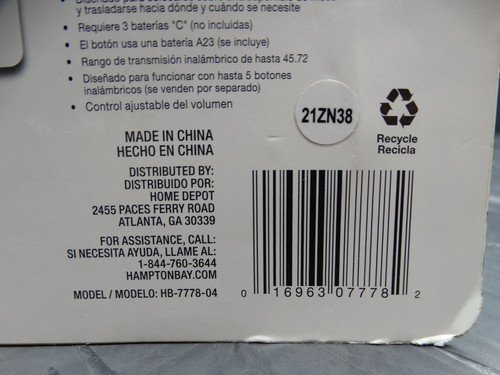 y trasladarse hacia dónde y cuándo se necesite
• Requiere 3 baterías "C" (no incluidas)
• El botón usa una batería A23 (se incluye)
• Rango de transmisión inalámbrico de hasta 45.72
• Diseñado para funcionar con hasta 5 botones
inalámbricos (se venden por separado)
• Control ajustable del volumen
21ZN38
Recycle
Recicla
MADE IN CHINA
HECHO EN CHINA
DISTRIBUTED BY:
DISTRIBUIDO POR:
HOME DEPOT
2455 PACES FERRY ROAD
ATLANTA, GA 30339
FOR ASSISTANCE, CALL:
SI NECESITA AYUDA, LLAME AL:
1-844-760-3644
HAMPTONBAY.COM
MODEL / MODELO: HB-7778-04
0 16963 07778 2